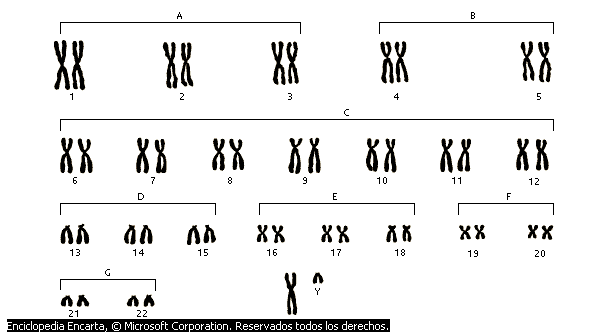 A B
1 2 3 4 5
C
6 7 8 9 10 11 12
D E F
13 14 15 16 17 18 19 20
G
Y
21 22
Enciclopedia Encarta, © Microsoft Corporation. Reservados todos los derechos.